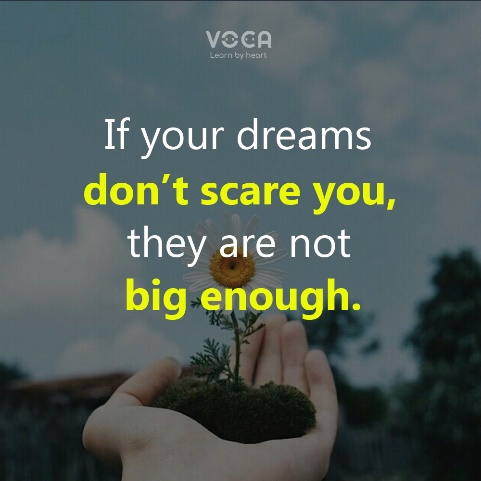 VOCA
Learn by heart
If your dreams
don’t scare you,
they are not
big enough.